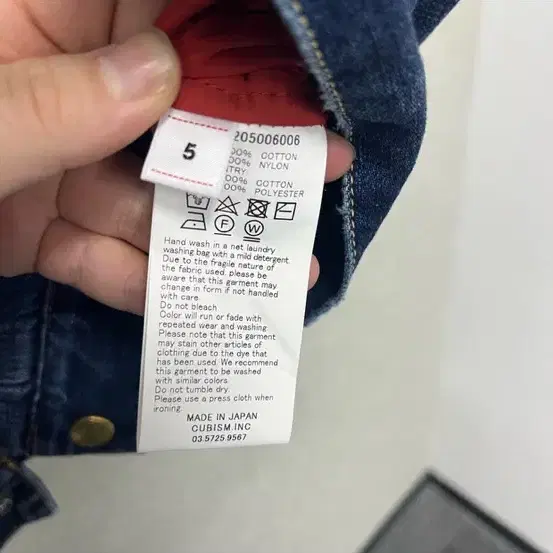 5
205006006
00% COTTON
00% NYLON
00% COTTON
00% POLYESTER
F
W
Hand wash in a net laundry
washing bag with a mild detergent.
Due to the fragile nature of
the fabric used, please be
aware that this garment may
change in form if not handled
with care.
Do not bleach
Color will run or fade with
repeated wear and washing
Please note that this garment
may stain other articles of
clothing due to the dye that
has been used. We recommend
this garment to be washed
with similar colors.
Do not tumble dry.
Please use a press cloth when
ironing.
MADE IN JAPAN
CUBISM.INC
03.5725.9567